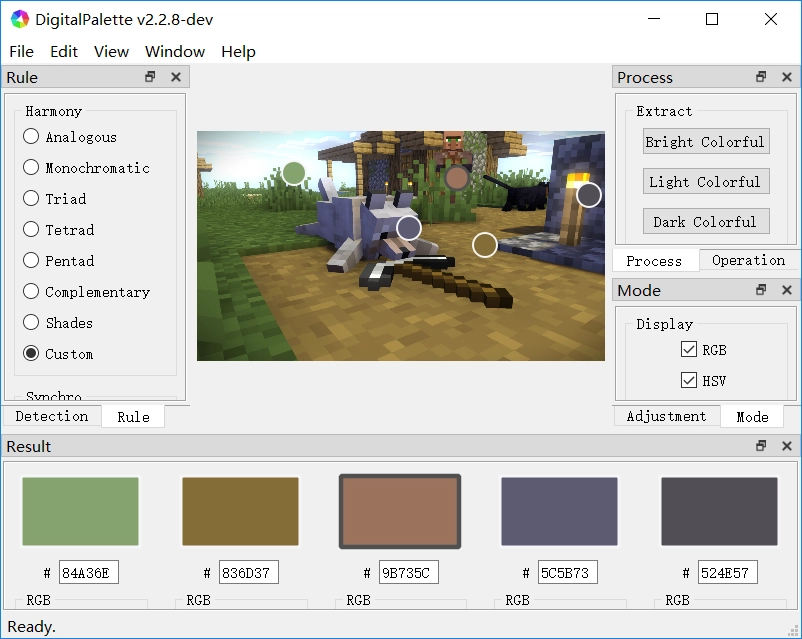 DigitalPalette v2.2.8-dev
File Edit View Window Help
Rule
Harmony
Analogous
Monochromatic
Triad
Tetrad
Pentad
Complementary
Shades
Custom
Synchro
Detection Rule
Process
Extract
Bright Colorful
Light Colorful
Dark Colorful
Process Operation
Mode
Display
RGB
HSV
Adjustment Mode
Result
# 84A36E # 836D37 # 9B735C # 5C5B73 # 524E57
RGB RGB RGB RGB RGB
Ready.